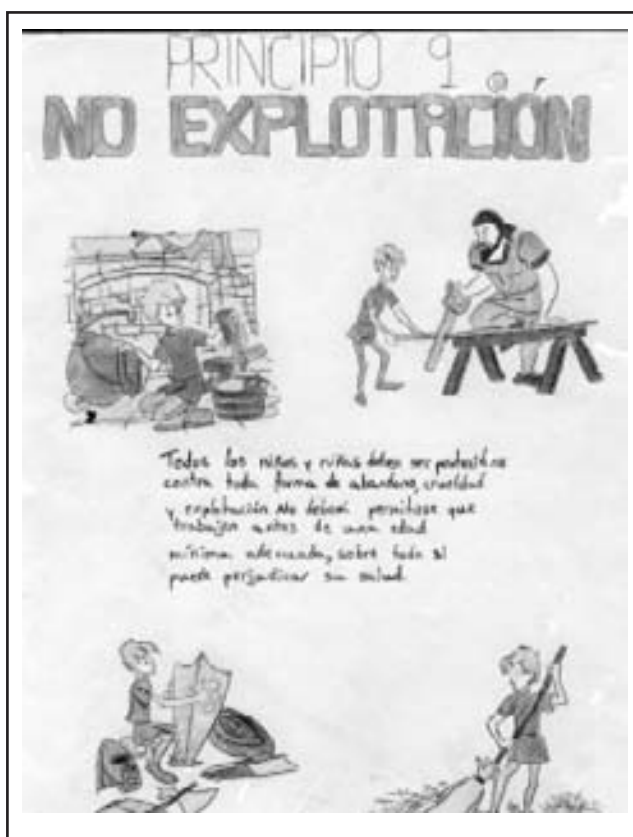 PRINCIPIO 9
NO EXPLOTACIÓN
Todos los niños y niñas deben ser protegidos
contra toda forma de abandono, crueldad
y explotación. No deberá permitirse que
trabajen antes de una edad
mínima adecuada, sobre todo si
puede perjudicar su salud